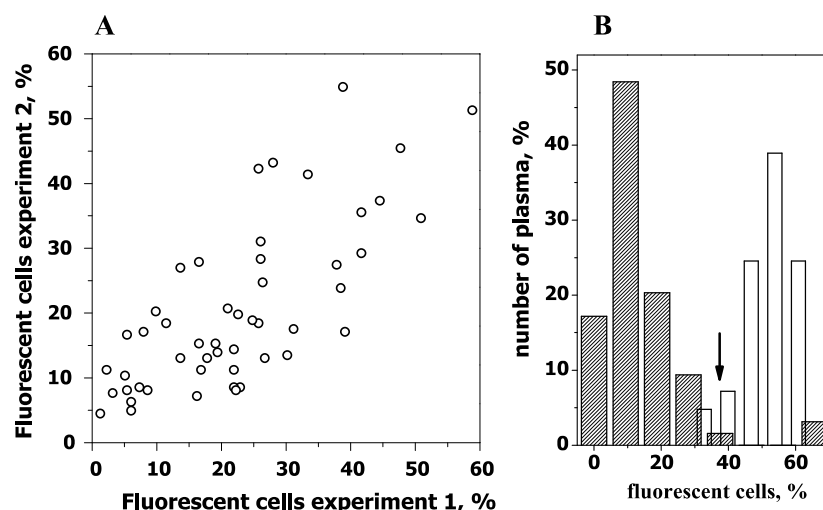 A
60
50
40
30
20
10
0
Fluorescent cells experiment 2, %
0 10 20 30 40 50 60
Fluorescent cells experiment 1, %
B
50
40
30
20
10
0
number of plasma, %
0 20 40 60
fluorescent cells, %